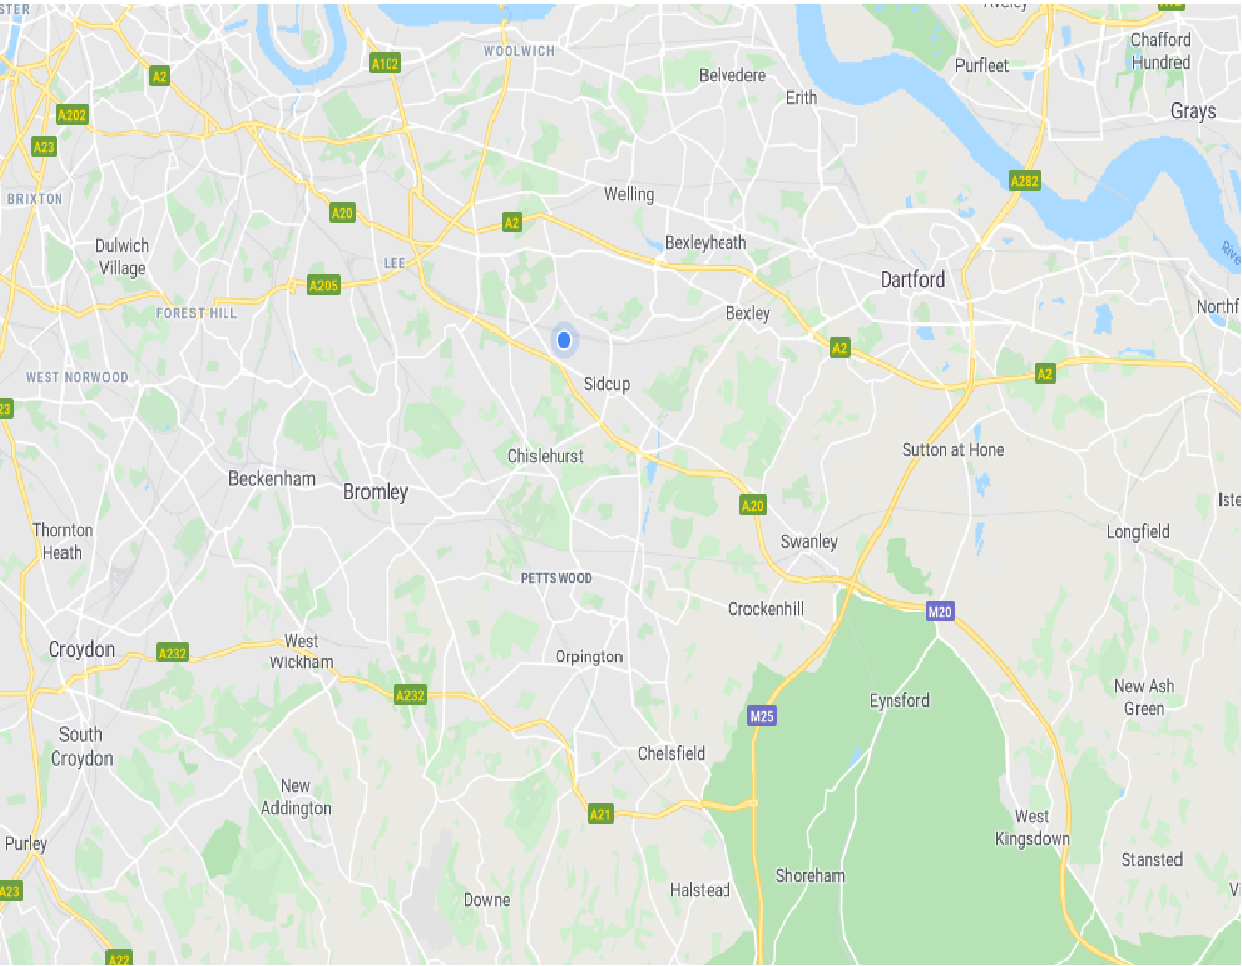 STER
Aveley
A102
WOOLWICH
Chafford
Hundred
Purfleet
A2
Belvedere
Erith
A202
Grays
A23
A282
BRIXTON
Welling
A20
A2
Dulwich
Village
Bexleyheath
LEE
Dartford
A205
FOREST HILL
Bexley
Northf
A2
A2
WEST NORWOOD
Sidcup
23
Sutton at Hone
Chislehurst
Beckenham
Bromley
A20
Iste
Thornton
Heath
Longfield
Swanley
PETTS WOOD
Crockenhill
M20
Croydon
A232
West
Wickham
Orpington
A232
Eynsford
New Ash
Green
M25
South
Croydon
Chelsfield
New
Addington
A21
West
Kingsdown
Purley
Stansted
Shoreham
A23
Halstead
Vi
Downe
A22